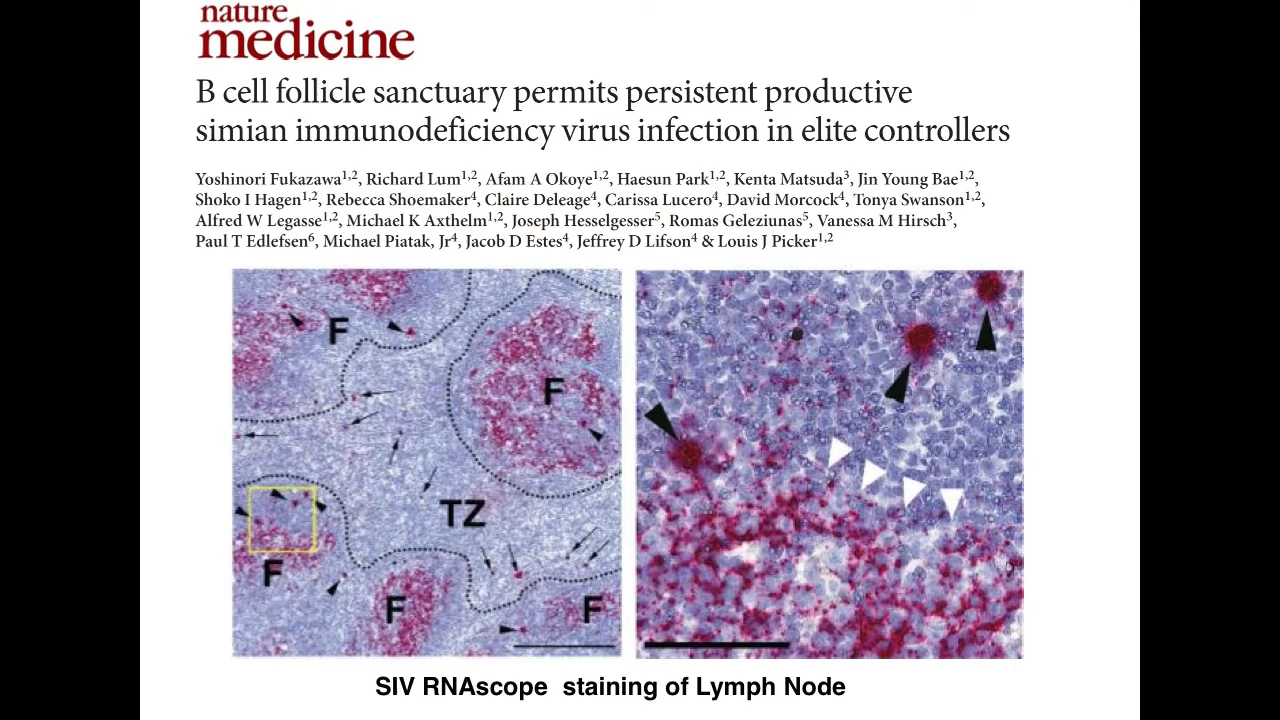 nature
medicine
B cell follicle sanctuary permits persistent productive
simian immunodeficiency virus infection in elite controllers
Yoshinori Fukazawa1,2, Richard Lum1,2, Afam A Okoye1,2, Haesun Park1,2, Kenta Matsuda3, Jin Young Bae1,2,
Shoko I Hagen1,2, Rebecca Shoemaker4, Claire Deleage4, Carissa Lucero4, David Morcock4, Tonya Swanson1,2,
Alfred W Legasse1,2, Michael K Axthelm1,2, Joseph Hesselgesser5, Romas Geleziunas5, Vanessa M Hirsch3,
Paul T Edlefsen6, Michael Piatak, Jr4, Jacob D Estes4, Jeffrey D Lifson4 & Louis J Picker1,2
F
F
TZ
F
F
F
SIV RNAscope staining of Lymph Node